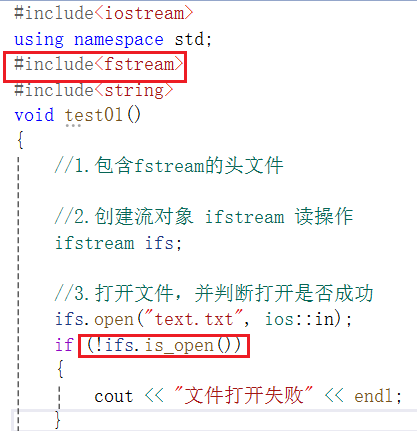 #include<iostream>
using namespace std;
#include<fstream>
#include<string>
void test01()
{
//1.包含fstream的头文件
//2.创建流对象 ifstream 读操作
ifstream ifs;
//3.打开文件，并判断打开是否成功
ifs.open("text.txt", ios::in);
if (!ifs.is_open())
{
cout << "文件打开失败" << endl;
}